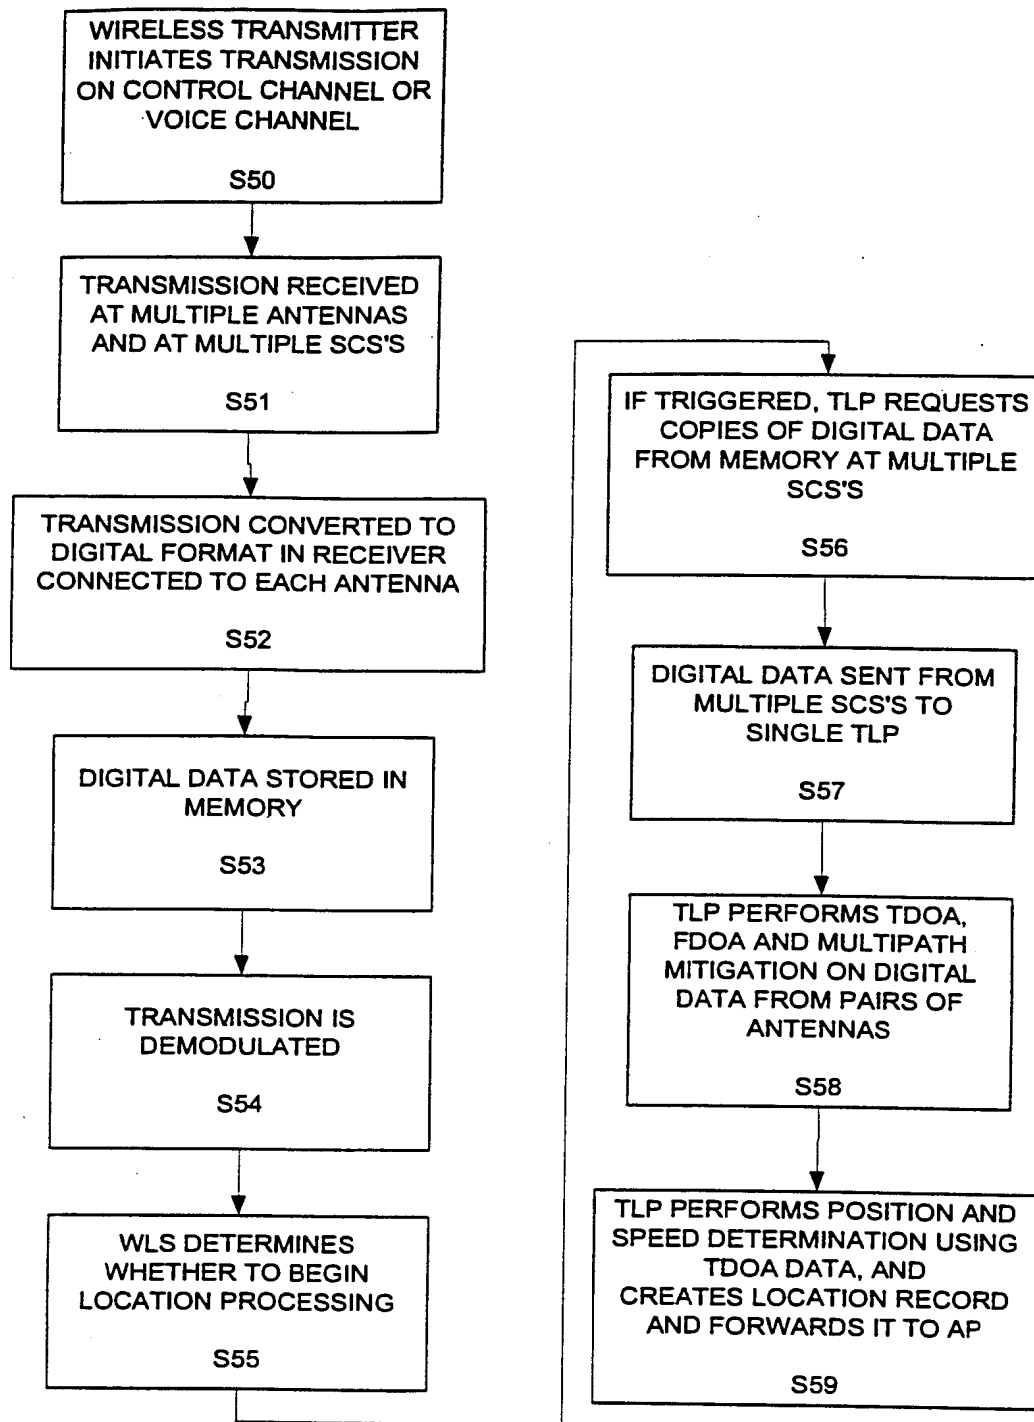 WIRELESS TRANSMITTER
INITIATES TRANSMISSION
ON CONTROL CHANNEL OR
VOICE CHANNEL
S50
TRANSMISSION RECEIVED
AT MULTIPLE ANTENNAS
AND AT MULTIPLE SCS'S
S51
TRANSMISSION CONVERTED TO
DIGITAL FORMAT IN RECEIVER
CONNECTED TO EACH ANTENNA
S52
DIGITAL DATA STORED IN
MEMORY
S53
TRANSMISSION IS
DEMODULATED
S54
WLS DETERMINES
WHETHER TO BEGIN
LOCATION PROCESSING
S55
IF TRIGGERED, TLP REQUESTS
COPIES OF DIGITAL DATA
FROM MEMORY AT MULTIPLE
SCS'S
S56
DIGITAL DATA SENT FROM
MULTIPLE SCS'S TO
SINGLE TLP
S57
TLP PERFORMS TDOA,
FDOA AND MULTIPATH
MITIGATION ON DIGITAL
DATA FROM PAIRS OF
ANTENNAS
S58
TLP PERFORMS POSITION AND
SPEED DETERMINATION USING
TDOA DATA, AND
CREATES LOCATION RECORD
AND FORWARDS IT TO AP
S59